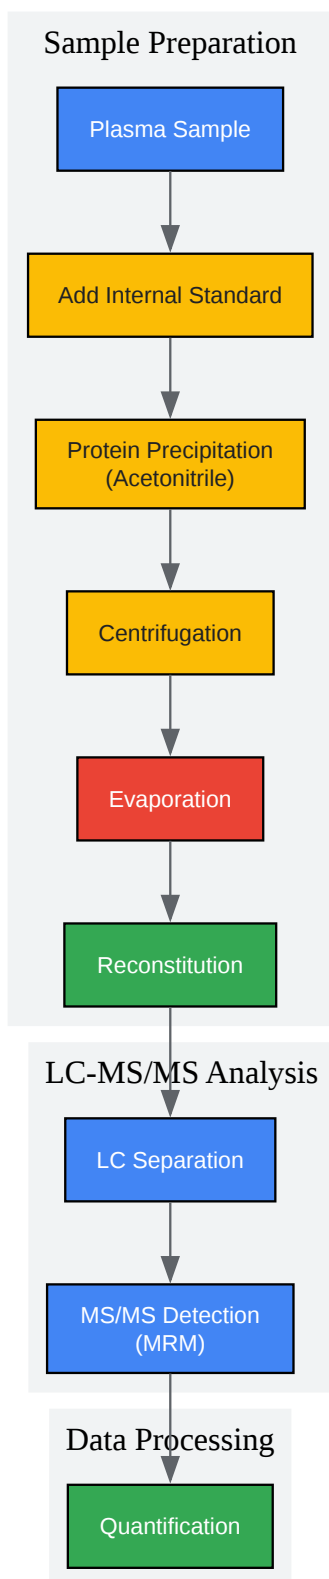 Sample Preparation
Plasma Sample
Add Internal Standard
Protein Precipitation
(Acetonitrile)
Centrifugation
Evaporation
Reconstitution
LC-MS/MS Analysis
LC Separation
MS/MS Detection
(MRM)
Data Processing
Quantification